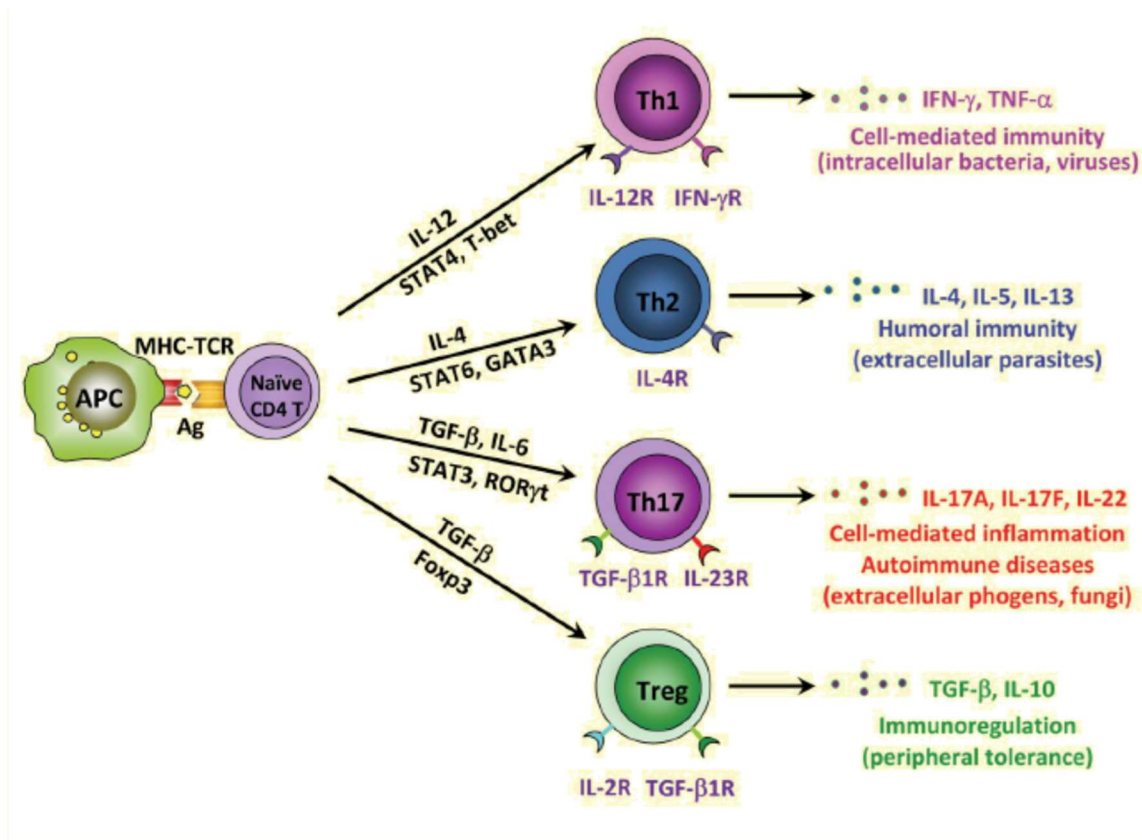 Th1
IFN-γ, TNF-α
Cell-mediated immunity
(intracellular bacteria, viruses)
IL-12R IFN-γR
IL-12
STAT4, T-bet
Th2
IL-4, IL-5, IL-13
Humoral immunity
(extracellular parasites)
IL-4R
IL-4
STAT6, GATA3
MHC-TCR
APC
Ag
Naïve
CD4 T
TGF-β, IL-6
STAT3, RORγt
Th17
IL-17A, IL-17F, IL-22
Cell-mediated inflammation
Autoimmune diseases
(extracellular phogens, fungi)
TGF-β1R IL-23R
TGF-β
Foxp3
Treg
TGF-β, IL-10
Immunoregulation
(peripheral tolerance)
IL-2R TGF-β1R